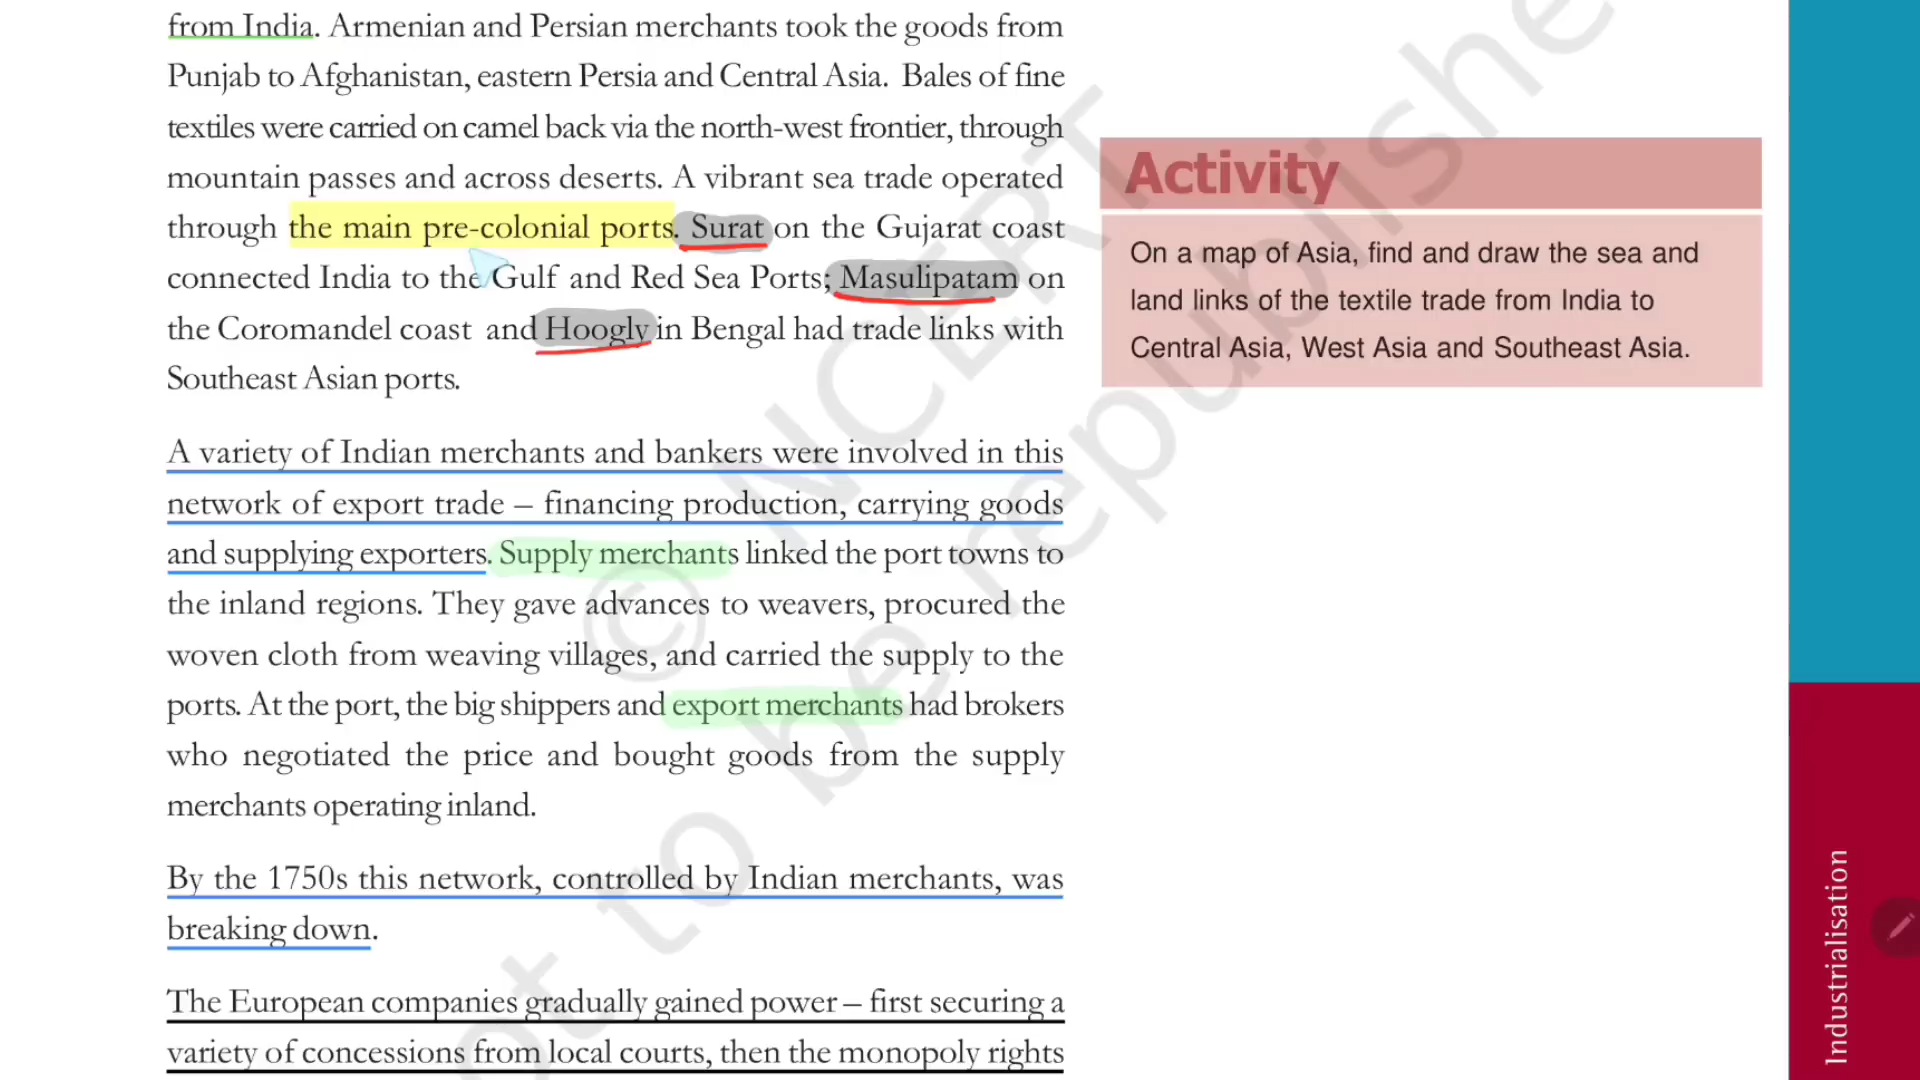 from India. Armenian and Persian merchants took the goods from
Punjab to Afghanistan, eastern Persia and Central Asia. Bales of fine
textiles were carried on camel back via the north-west frontier, through
mountain passes and across deserts. A vibrant sea trade operated
through the main pre-colonial ports. Surat on the Gujarat coast
connected India to the Gulf and Red Sea Ports; Masulipatam on
the Coromandel coast and Hoogly in Bengal had trade links with
Southeast Asian ports.
A variety of Indian merchants and bankers were involved in this
network of export trade – financing production, carrying goods
and supplying exporters. Supply merchants linked the port towns to
the inland regions. They gave advances to weavers, procured the
woven cloth from weaving villages, and carried the supply to the
ports. At the port, the big shippers and export merchants had brokers
who negotiated the price and bought goods from the supply
merchants operating inland.
By the 1750s this network, controlled by Indian merchants, was
breaking down.
The European companies gradually gained power – first securing a
variety of concessions from local courts, then the monopoly rights
Activity
On a map of Asia, find and draw the sea and
land links of the textile trade from India to
Central Asia, West Asia and Southeast Asia.
Industrialisation
© NCERT
not to be republishe